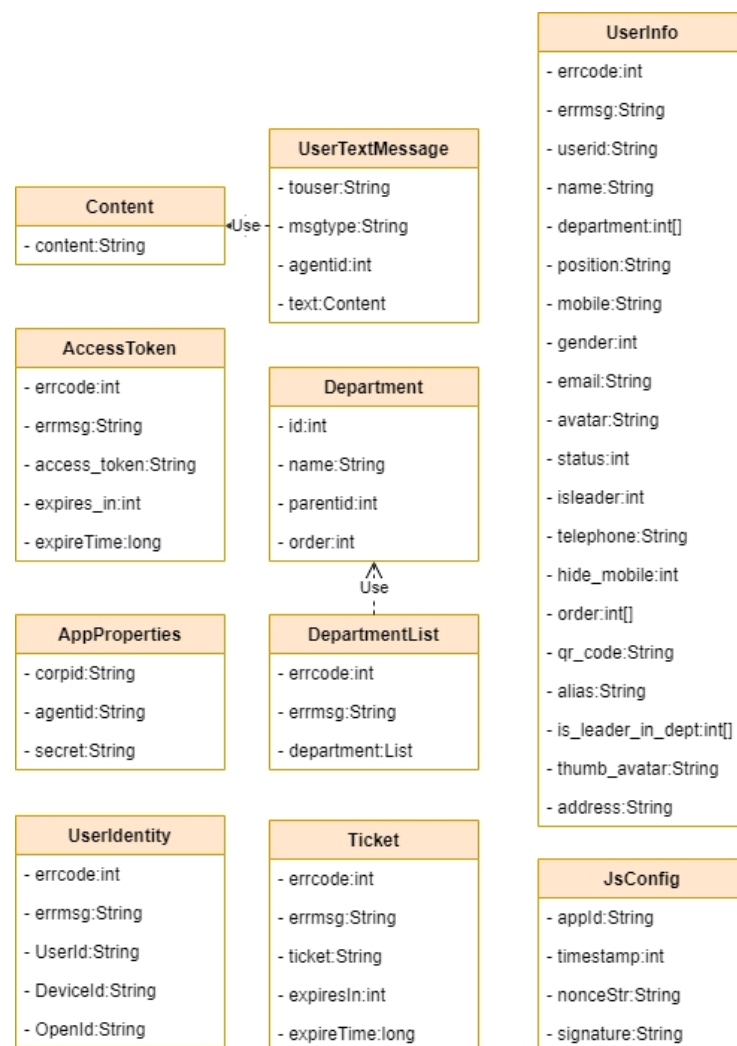 Content
- content:String
Use
UserTextMessage
- touser:String
- msgtype:String
- agentid:int
- text:Content
UserInfo
- errcode:int
- errmsg:String
- userid:String
- name:String
- department:int[]
- position:String
- mobile:String
- gender:int
- email:String
- avatar:String
- status:int
- isleader:int
- telephone:String
- hide_mobile:int
- order:int[]
- qr_code:String
- alias:String
- is_leader_in_dept:int[]
- thumb_avatar:String
- address:String
AccessToken
- errcode:int
- errmsg:String
- access_token:String
- expires_in:int
- expireTime:long
Department
- id:int
- name:String
- parentid:int
- order:int
Use
AppProperties
- corpid:String
- agentid:String
- secret:String
DepartmentList
- errcode:int
- errmsg:String
- department:List
UserIdentity
- errcode:int
- errmsg:String
- UserId:String
- DeviceId:String
- OpenId:String
Ticket
- errcode:int
- errmsg:String
- ticket:String
- expiresIn:int
- expireTime:long
JsConfig
- appId:String
- timestamp:int
- nonceStr:String
- signature:String